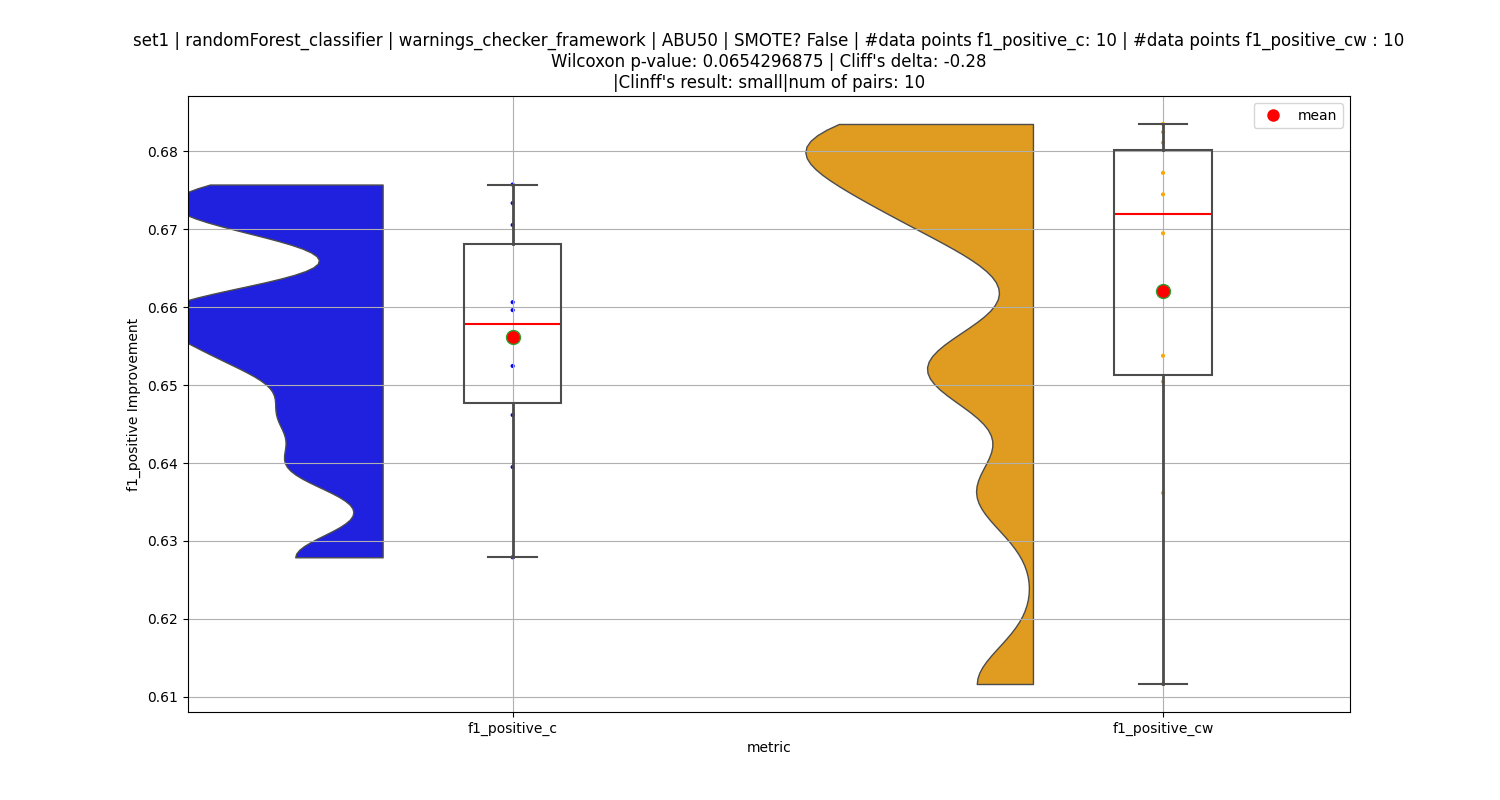 set1 | randomForest_classifier | warnings_checker_framework | ABU50 | SMOTE? False | #data points f1_positive_c: 10 | #data points f1_positive_cw : 10
Wilcoxon p-value: 0.0654296875 | Cliff's delta: -0.28
|Clinff's result: small|num of pairs: 10
mean
0.68
0.67
0.66
0.65
0.64
0.63
0.62
0.61
f1_positive Improvement
f1_positive_c
f1_positive_cw
metric